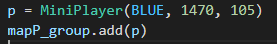 p = MiniPlayer(BLUE, 1470, 105)
mapP_group.add(p)